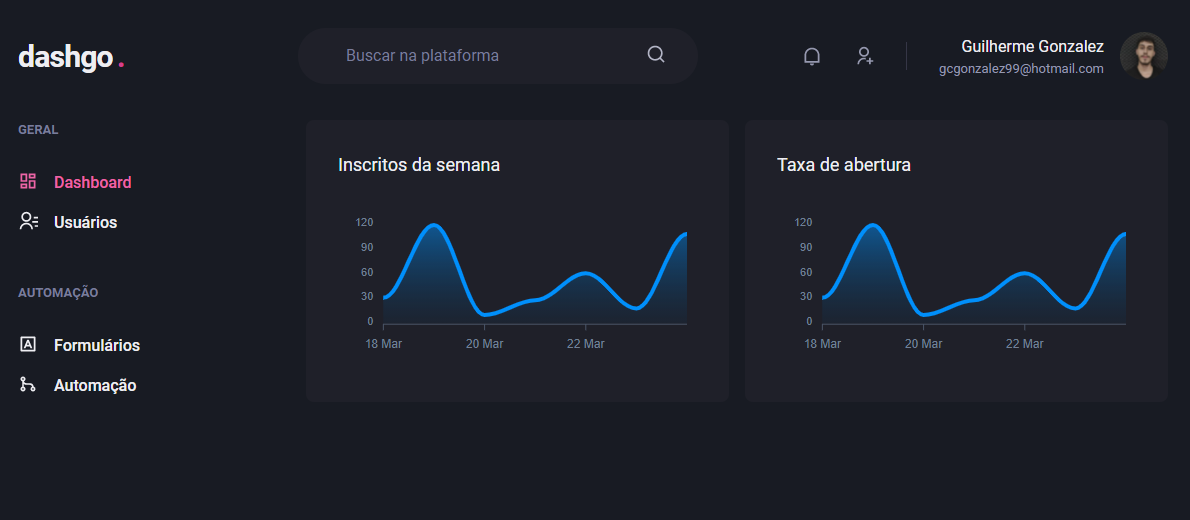 dashgo.
Buscar na plataforma
Guilherme Gonzalez
gcgonzalez99@hotmail.com
GERAL
Dashboard
Usuários
AUTOMAÇÃO
Formulários
Automação
Inscritos da semana
120
90
60
30
0
18 Mar 20 Mar 22 Mar
Taxa de abertura
120
90
60
30
0
18 Mar 20 Mar 22 Mar